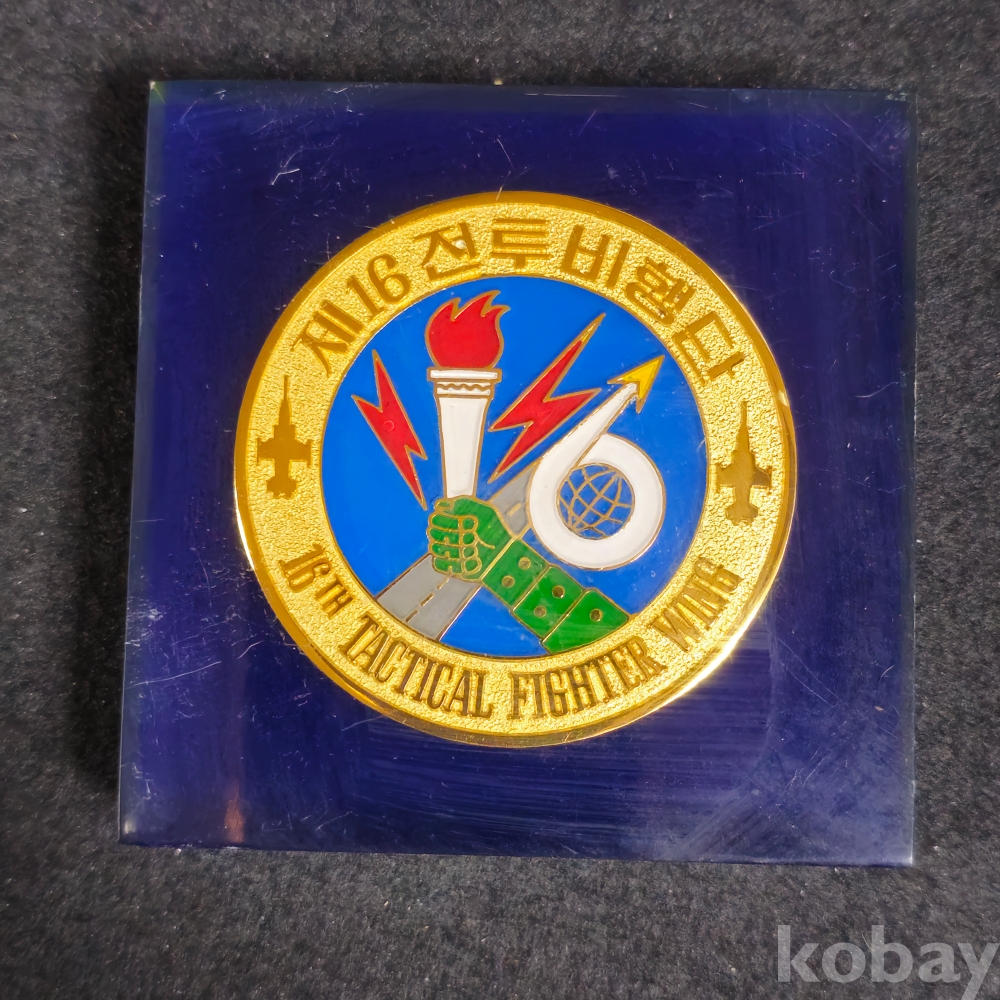 제16전투비행단
16TH TACTICAL FIGHTER WING
kobay